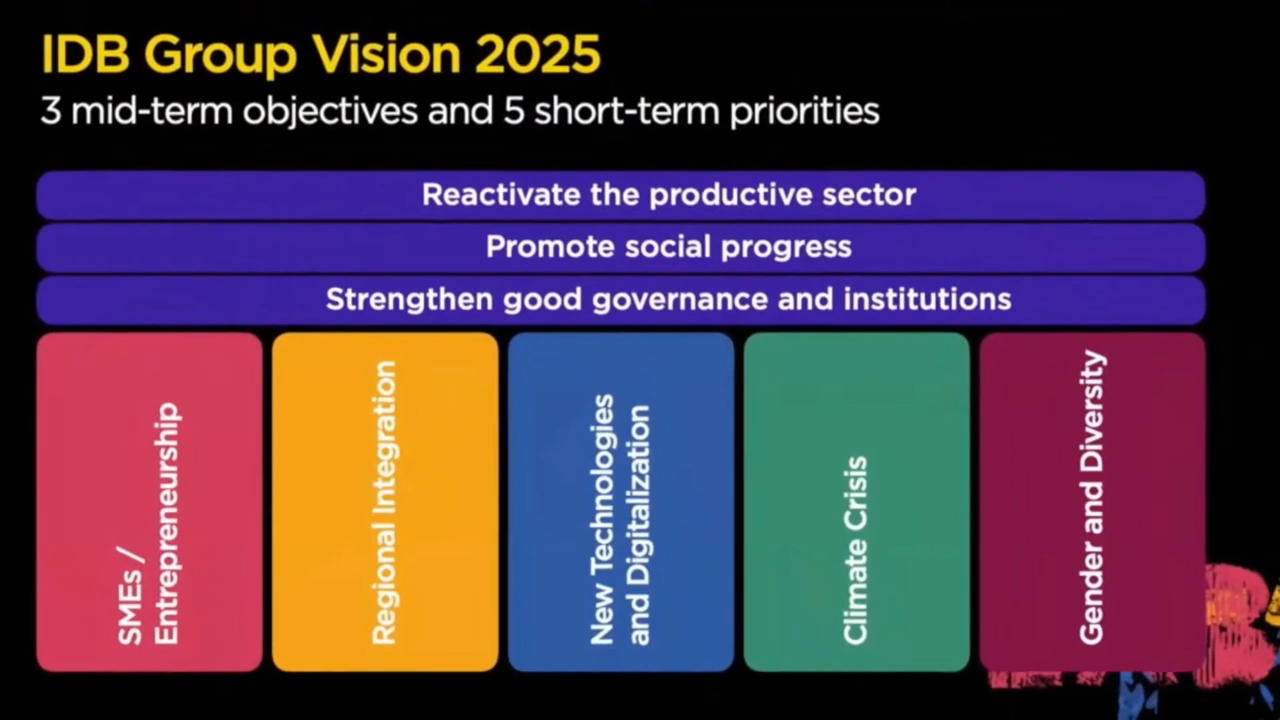 IDB Group Vision 2025
3 mid-term objectives and 5 short-term priorities
Reactivate the productive sector
Promote social progress
Strengthen good governance and institutions
SMEs /
Entrepreneurship
Regional Integration
New Technologies
and Digitalization
Climate Crisis
Gender and Diversity